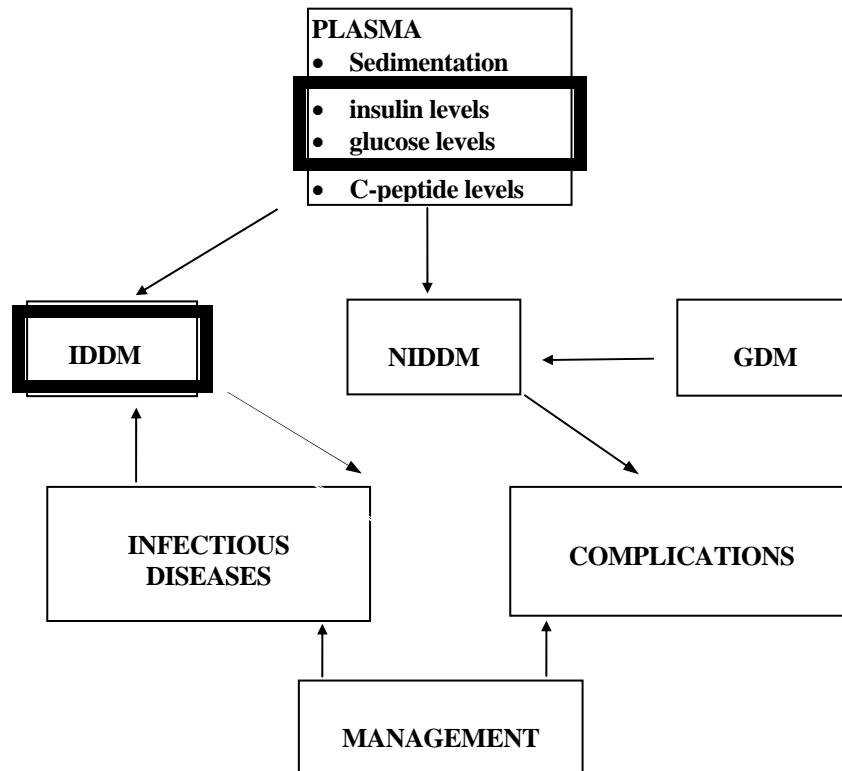 PLASMA
• Sedimentation
• insulin levels
• glucose levels
• C-peptide levels
IDDM
NIDDM
GDM
INFECTIOUS
DISEASES
COMPLICATIONS
MANAGEMENT